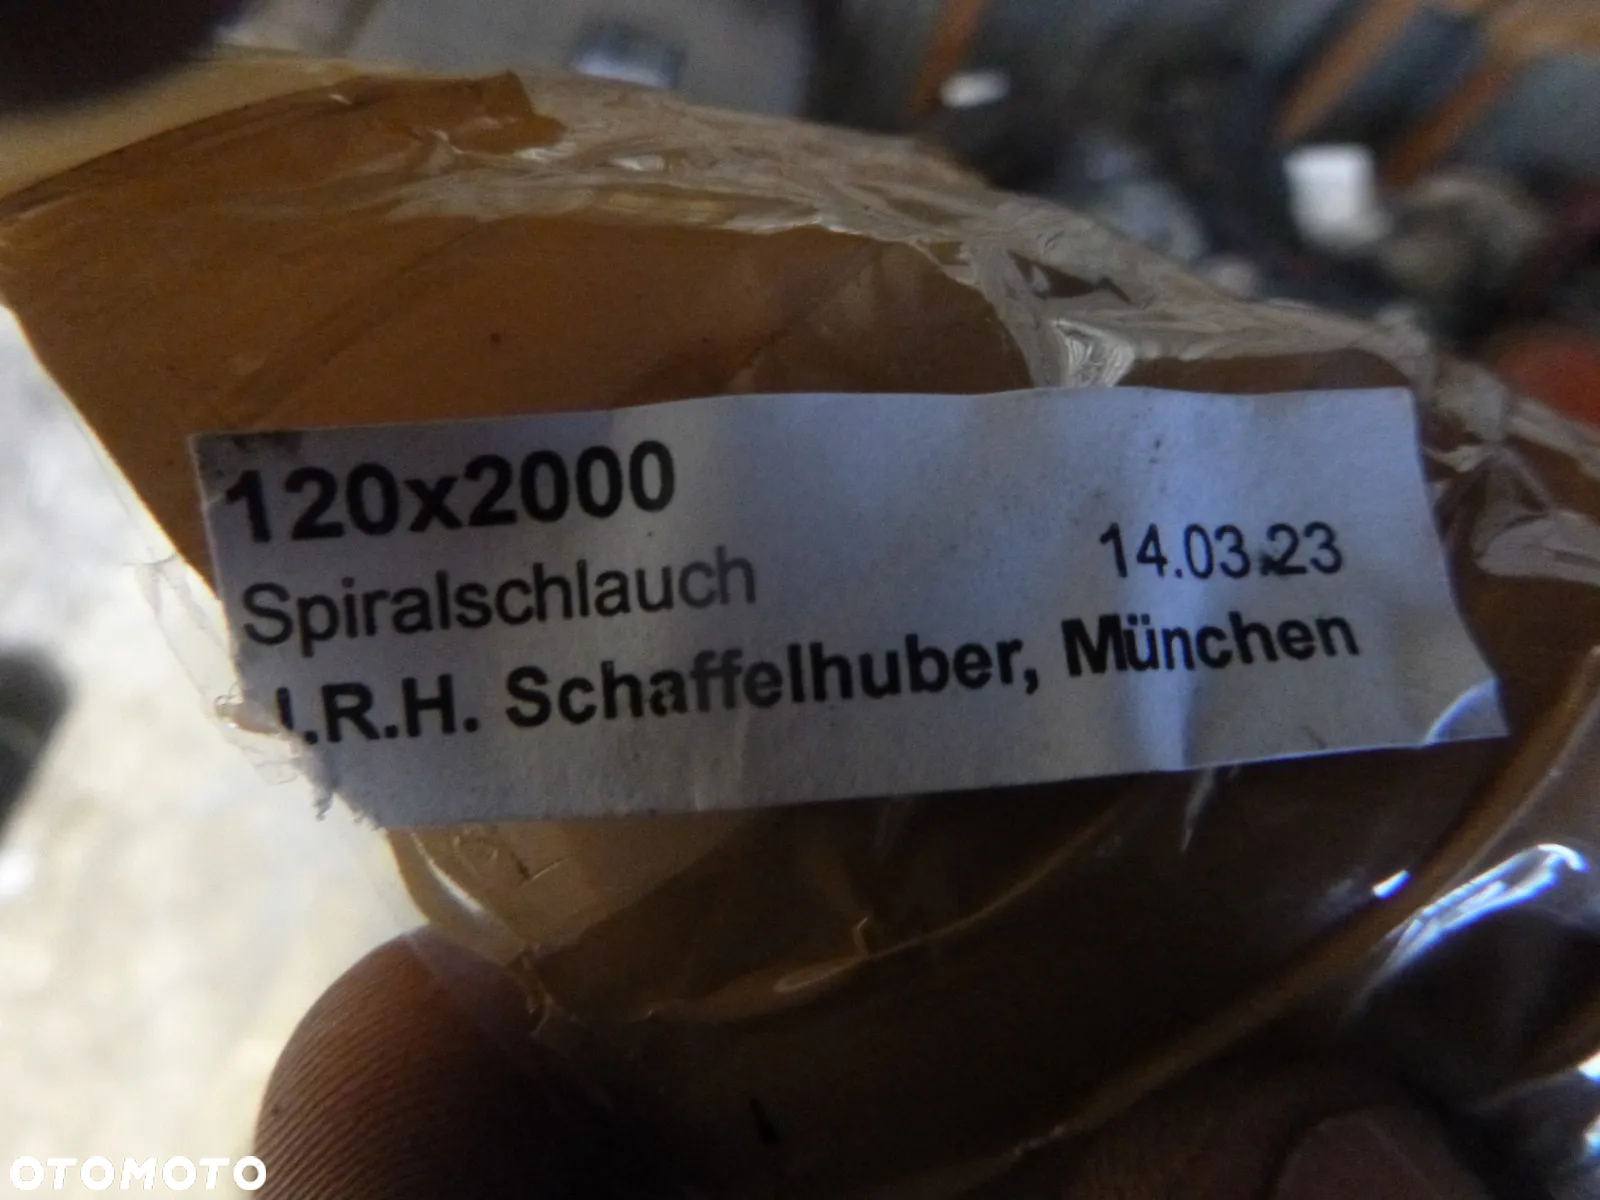 120x2000
Spiralschlauch 14.03.23
I.R.H. Schaffelhuber, München
OTOMOTO